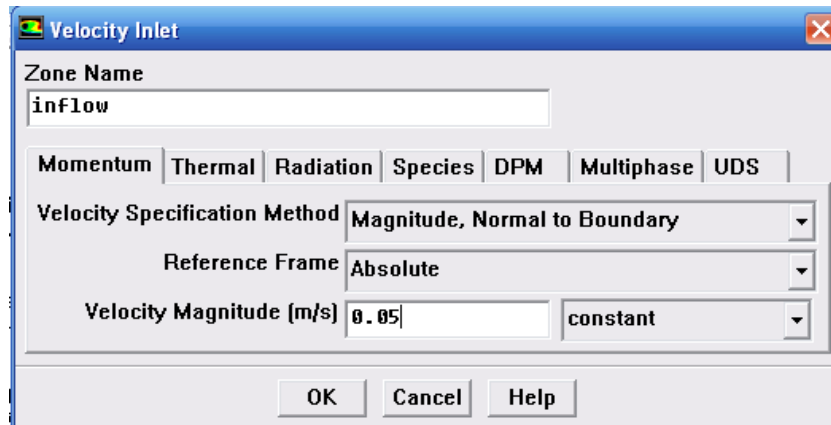 Velocity Inlet
Zone Name
inflow
Momentum Thermal Radiation Species DPM Multiphase UDS
Velocity Specification Method Magnitude, Normal to Boundary
Reference Frame Absolute
Velocity Magnitude (m/s) 0.05 constant
OK Cancel Help